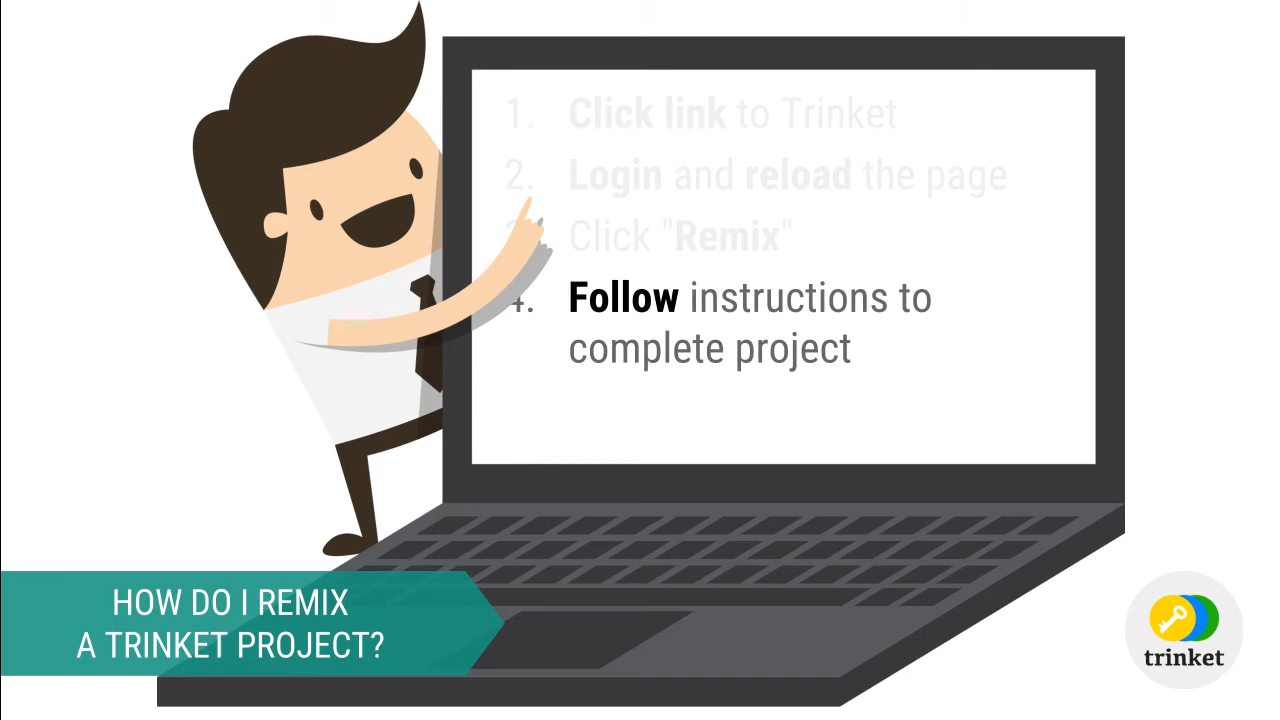 1. Click link to Trinket
2. Login and reload the page
Click "Remix"
4. Follow instructions to
complete project
HOW DO I REMIX
A TRINKET PROJECT?
trinket